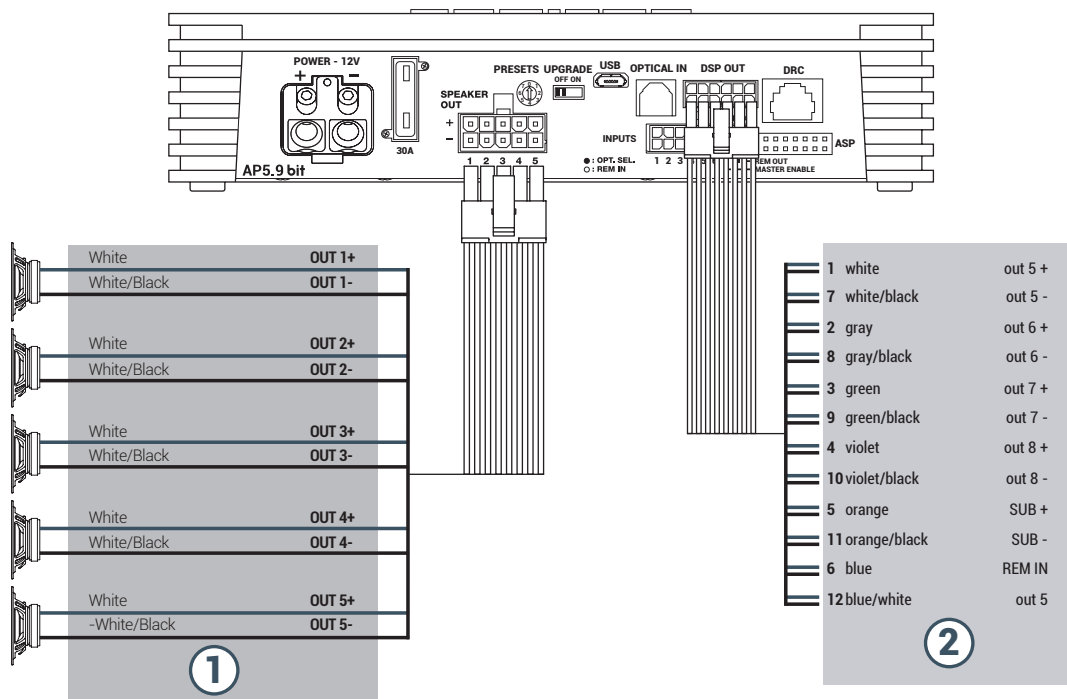 POWER - 12V
+ −
30A
AP5.9 bit
SPEAKER OUT
+
−
1 2 3 4 5
PRESETS
UPGRADE
OFF ON
USB
OPTICAL IN
DSP OUT
DRC
INPUTS
1 2 3
● : OPT. SEL.
○ : REM IN
ASP
REM OUT
MASTER ENABLE
White OUT 1+
White/Black OUT 1-
White OUT 2+
White/Black OUT 2-
White OUT 3+
White/Black OUT 3-
White OUT 4+
White/Black OUT 4-
White OUT 5+
-White/Black OUT 5-
1
1 white out 5 +
7 white/black out 5 -
2 gray out 6 +
8 gray/black out 6 -
3 green out 7 +
9 green/black out 7 -
4 violet out 8 +
10 violet/black out 8 -
5 orange SUB +
11 orange/black SUB -
6 blue REM IN
12 blue/white out 5
2